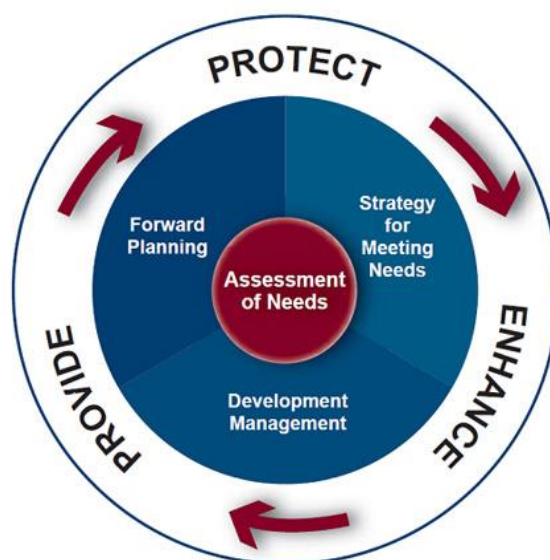 PROTECT
Forward
Planning
Strategy
for
Meeting
Needs
Assessment
of Needs
Development
Management
PROVIDE
ENHANCE